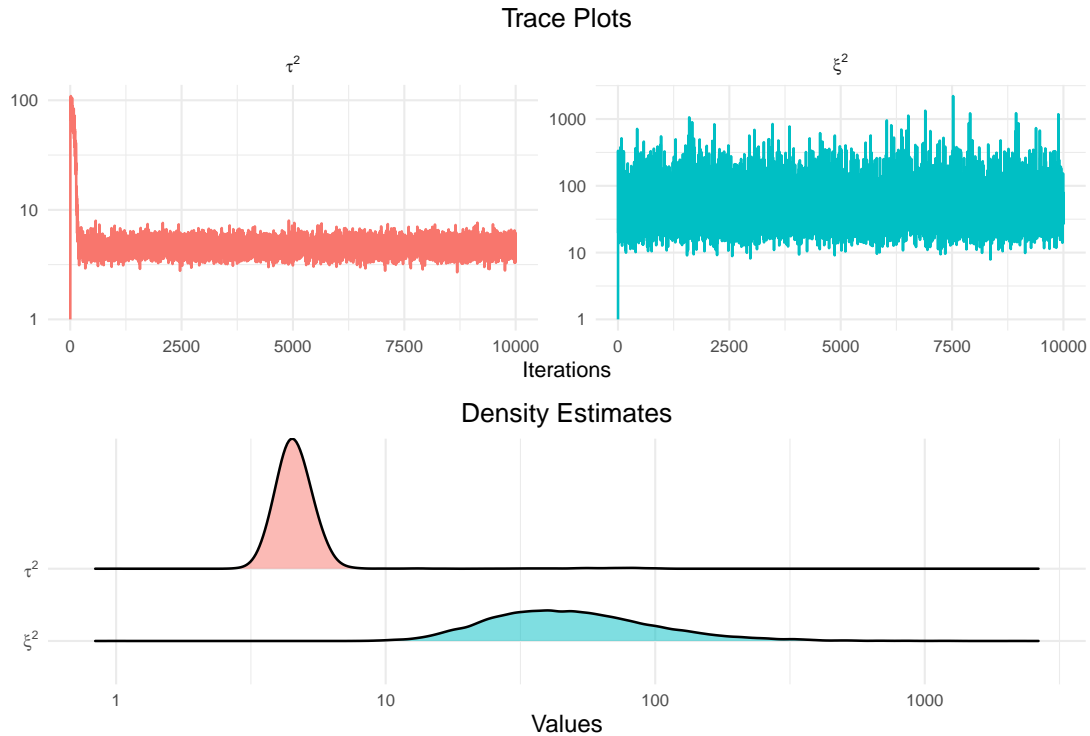 Trace Plots
τ² ξ²
100
10
1
1000
100
10
1
0 2500 5000 7500 10000 0 2500 5000 7500 10000
Iterations
Density Estimates
τ²
ξ²
1 10 100 1000
Values